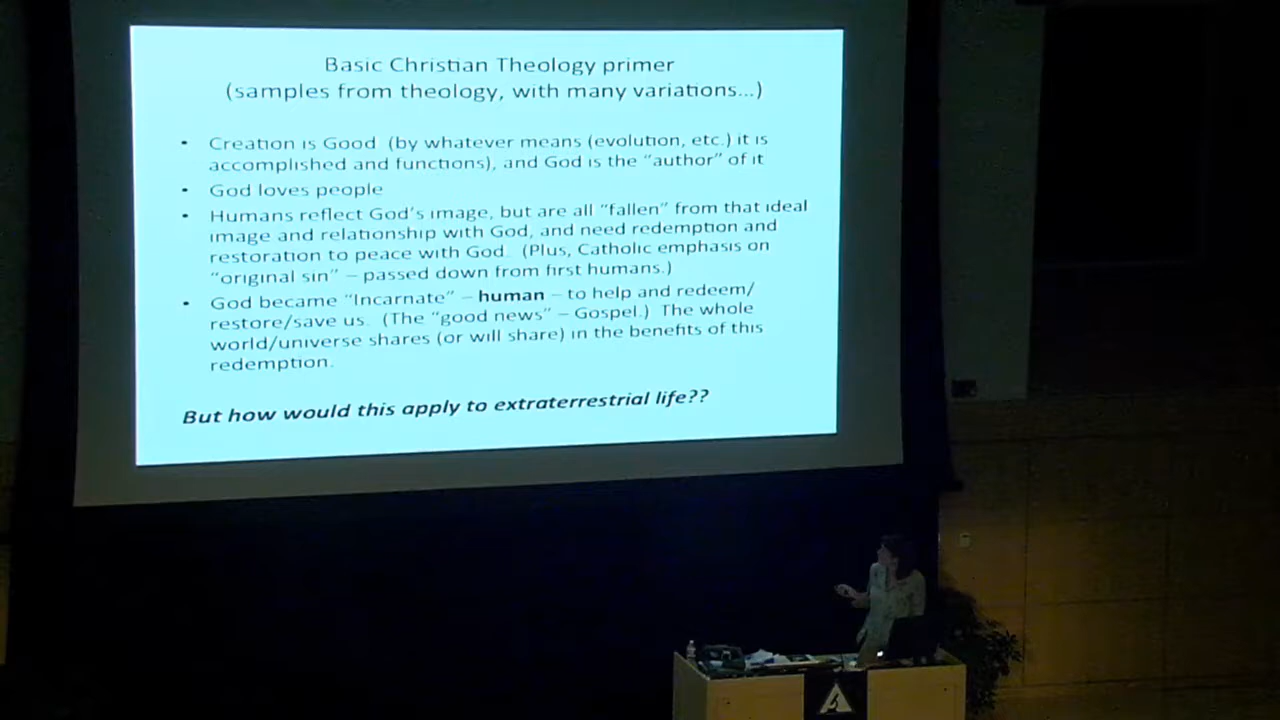 Basic Christian Theology primer
(samples from theology, with many variations...)
• Creation is Good (by whatever means (evolution, etc.) it is
accomplished and functions), and God is the “author” of it
• God loves people
• Humans reflect God’s image, but are all “fallen” from that ideal
image and relationship with God, and need redemption and
restoration to peace with God. (Plus, Catholic emphasis on
“original sin” – passed down from first humans.)
• God became “Incarnate” – human – to help and redeem/
restore/save us. (The “good news” – Gospel.) The whole
world/universe shares (or will share) in the benefits of this
redemption.
But how would this apply to extraterrestrial life??